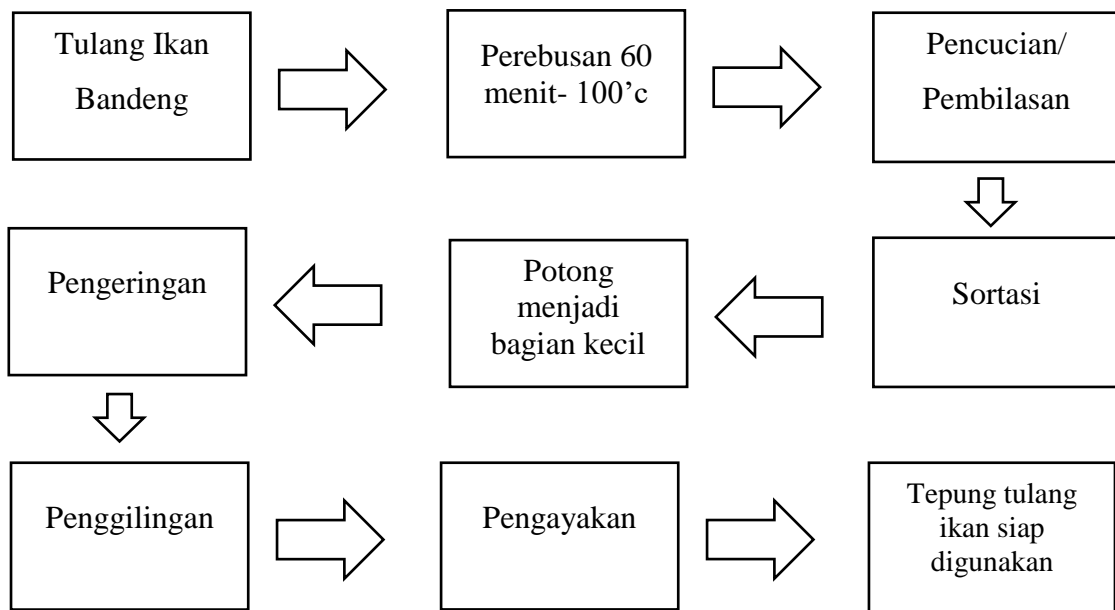 Tulang Ikan
Bandeng
Perebusan 60
menit- 100’c
Pencucian/
Pembilasan
Sortasi
Potong
menjadi
bagian kecil
Pengeringan
Penggilingan
Pengayakan
Tepung tulang
ikan siap
digunakan